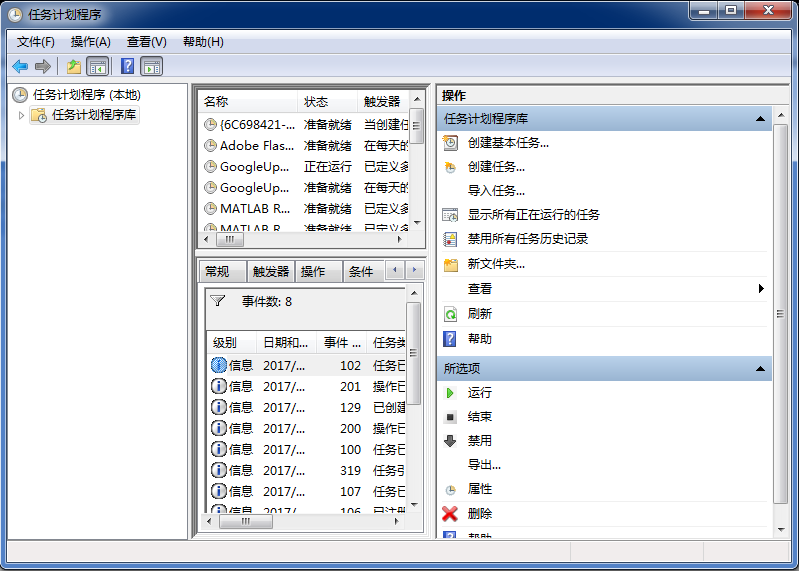 任务计划程序
文件(F) 操作(A) 查看(V) 帮助(H)
任务计划程序 (本地)
任务计划程序库
名称 状态 触发器
{6C698421-... 准备就绪 当创建任
Adobe Flas... 准备就绪 在每天的
GoogleUp... 正在运行 已定义多
GoogleUp... 准备就绪 在每天的
MATLAB R... 准备就绪 已定义多
MATLAB R... 准备就绪 已定义多
常规 触发器 操作 条件
事件数: 8
级别 日期和... 事件 ... 任务类
信息 2017/... 102 任务已
信息 2017/... 201 操作已
信息 2017/... 129 已创建
信息 2017/... 200 操作已
信息 2017/... 100 任务已
信息 2017/... 319 任务引
信息 2017/... 107 任务已
信息 2017/... 106 已注册
操作
任务计划程序库
创建基本任务...
创建任务...
导入任务...
显示所有正在运行的任务
禁用所有任务历史记录
新文件夹...
查看
刷新
帮助
所选项
运行
结束
禁用
导出...
属性
删除
帮助